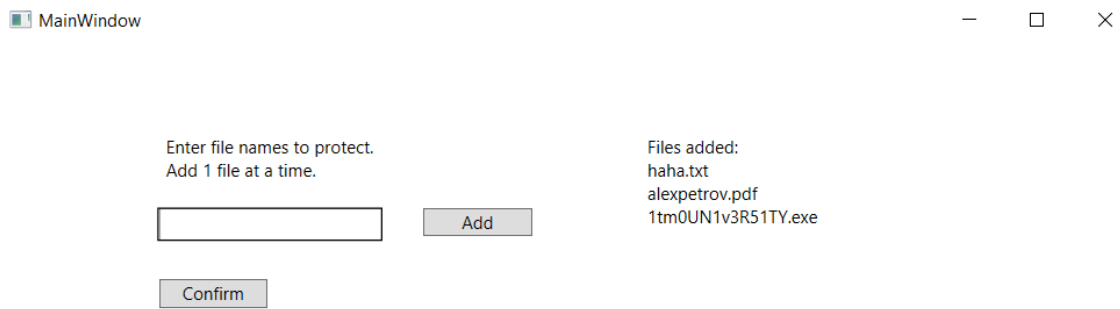 MainWindow
Enter file names to protect.
Add 1 file at a time.
Add
Confirm
Files added:
haha.txt
alexpetrov.pdf
1tm0UN1v3R51TY.exe